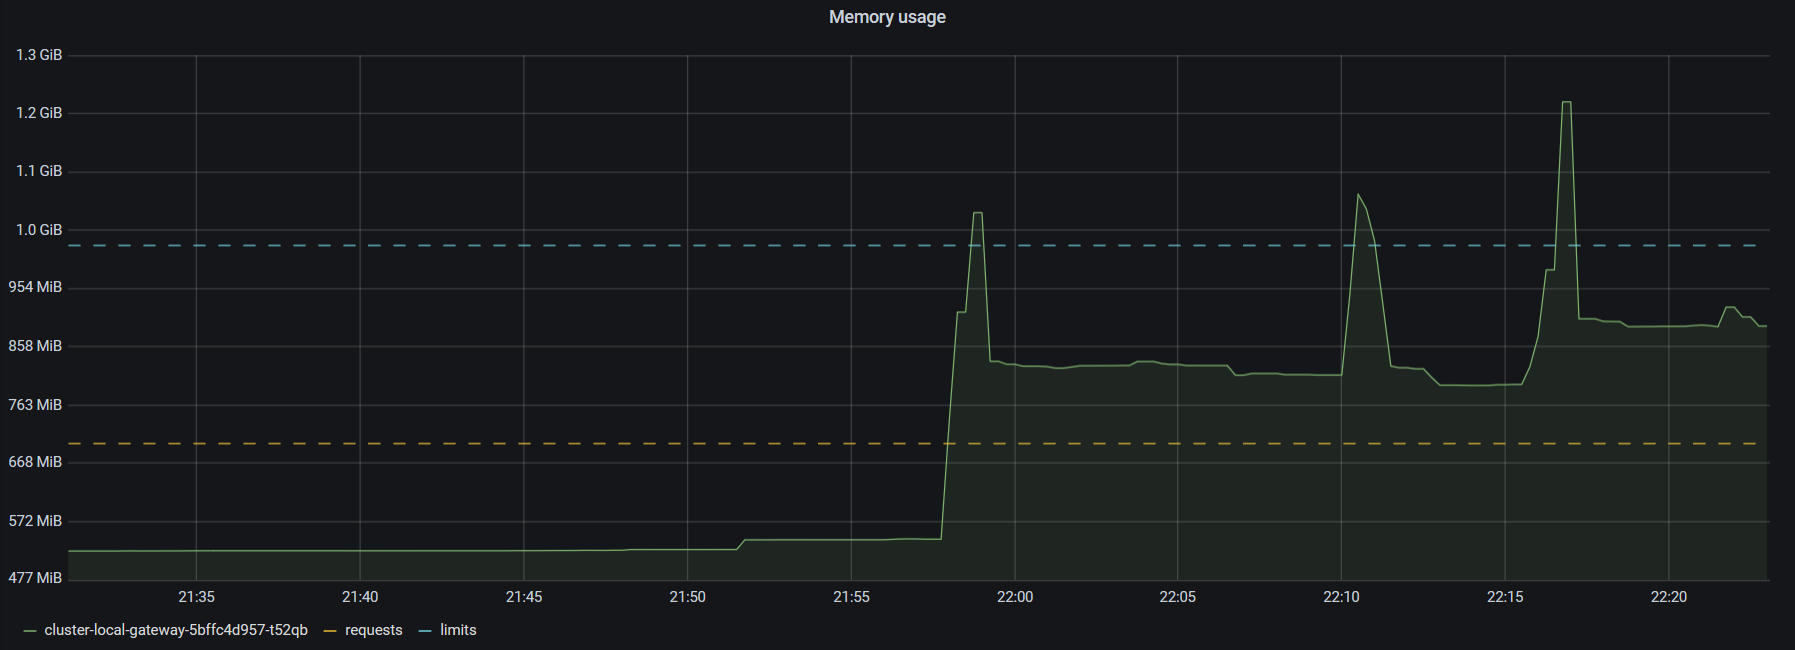 Memory usage
1.3 GiB
1.2 GiB
1.1 GiB
1.0 GiB
954 MiB
858 MiB
763 MiB
668 MiB
572 MiB
477 MiB
21:35 21:40 21:45 21:50 21:55 22:00 22:05 22:10 22:15 22:20
cluster-local-gateway-5bffc4d957-t52qb requests limits